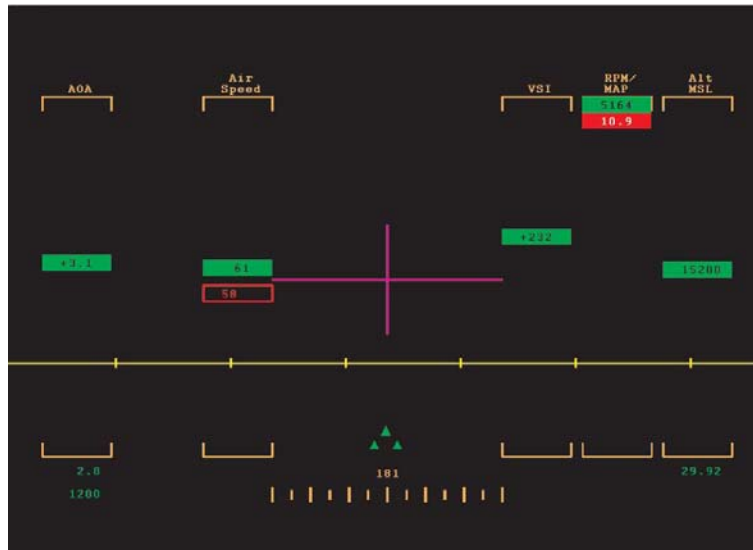 AOA
Air
Speed
VSI
RPM/
MAP
Alt
MSL
5164
10.9
+232
+3.1
61
15200
58
181
2.8
29.92
1200